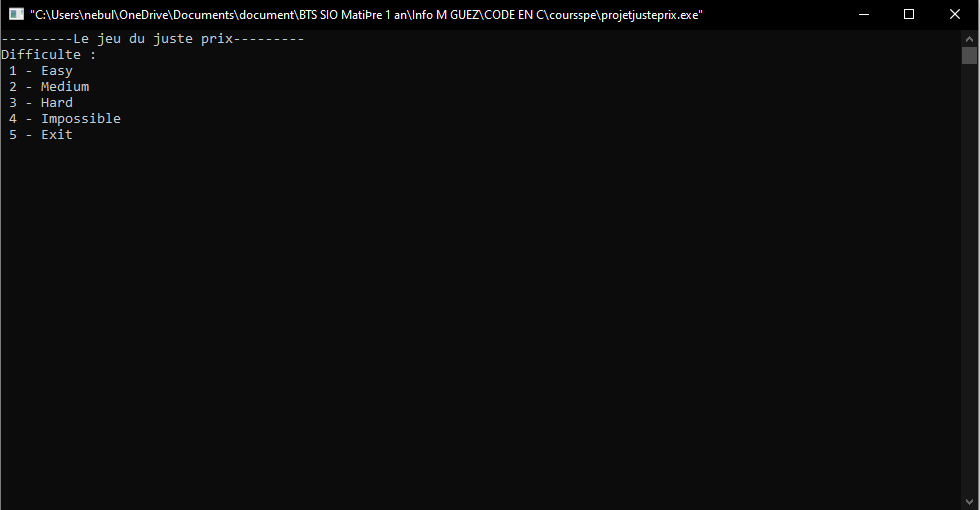 "C:\Users\nebul\OneDrive\Documents\document\BTS SIO MatiÞre 1 an\Info M GUEZ\CODE EN C\coursspe\projetjusteprix.exe"
---------Le jeu du juste prix---------
Difficulte :
 1 - Easy
 2 - Medium
 3 - Hard
 4 - Impossible
 5 - Exit